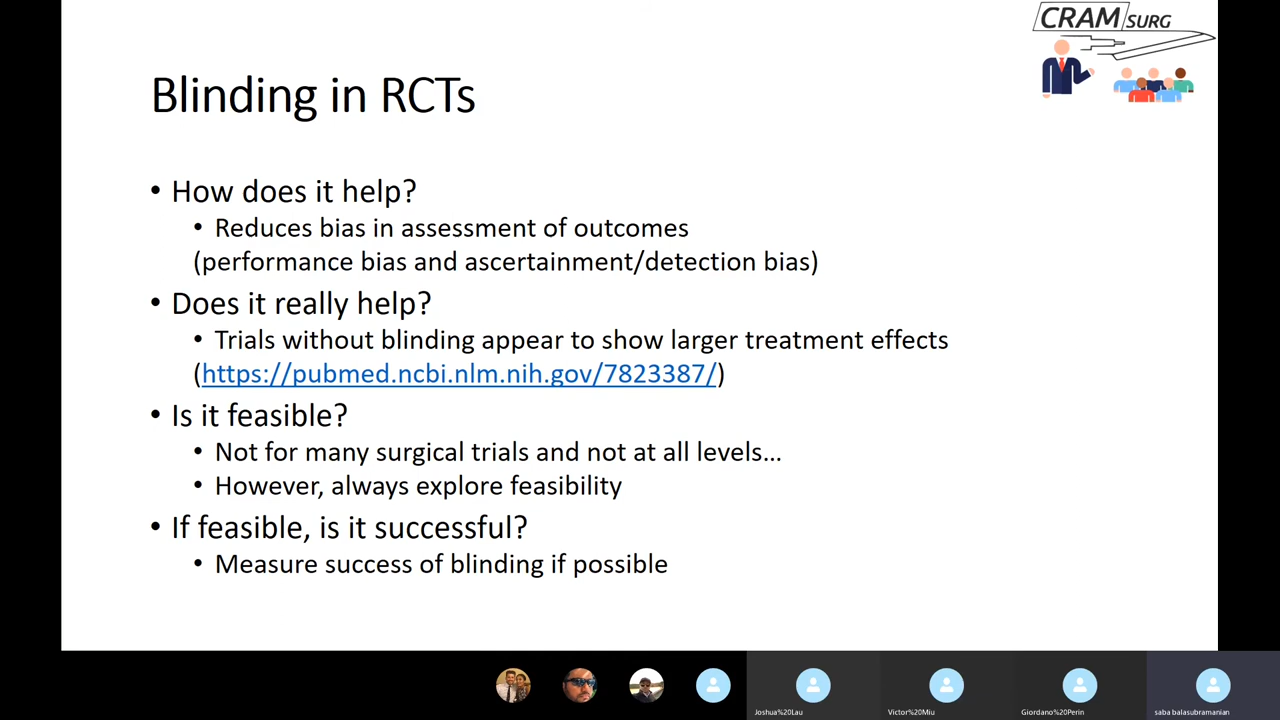 CRAM SURG
Blinding in RCTs
• How does it help?
• Reduces bias in assessment of outcomes
(performance bias and ascertainment/detection bias)
• Does it really help?
• Trials without blinding appear to show larger treatment effects
(https://pubmed.ncbi.nlm.nih.gov/7823387/)
• Is it feasible?
• Not for many surgical trials and not at all levels...
• However, always explore feasibility
• If feasible, is it successful?
• Measure success of blinding if possible
Joshua%20Lau
Victor%20Miu
Giordano%20Perin
saba balasubramanian